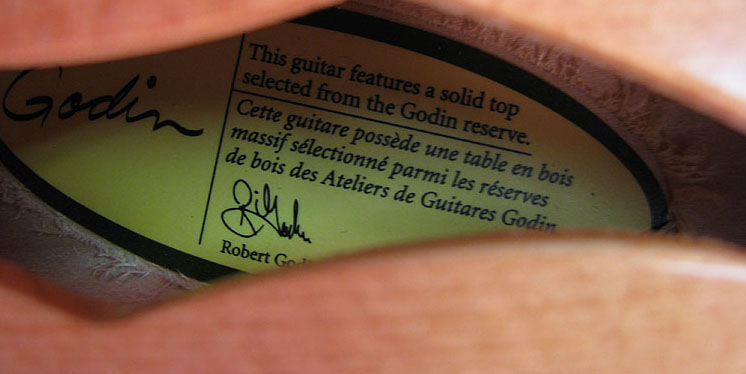 Godin
This guitar features a solid top
selected from the Godin reserve.
Cette guitare possède une table en bois
massif sélectionné parmi les réserves
de bois des Ateliers de Guitares Godin
Robert